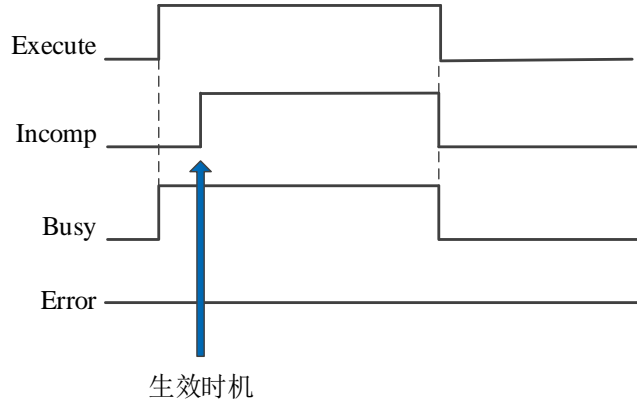 Execute
Incomp
Busy
Error
生效时机